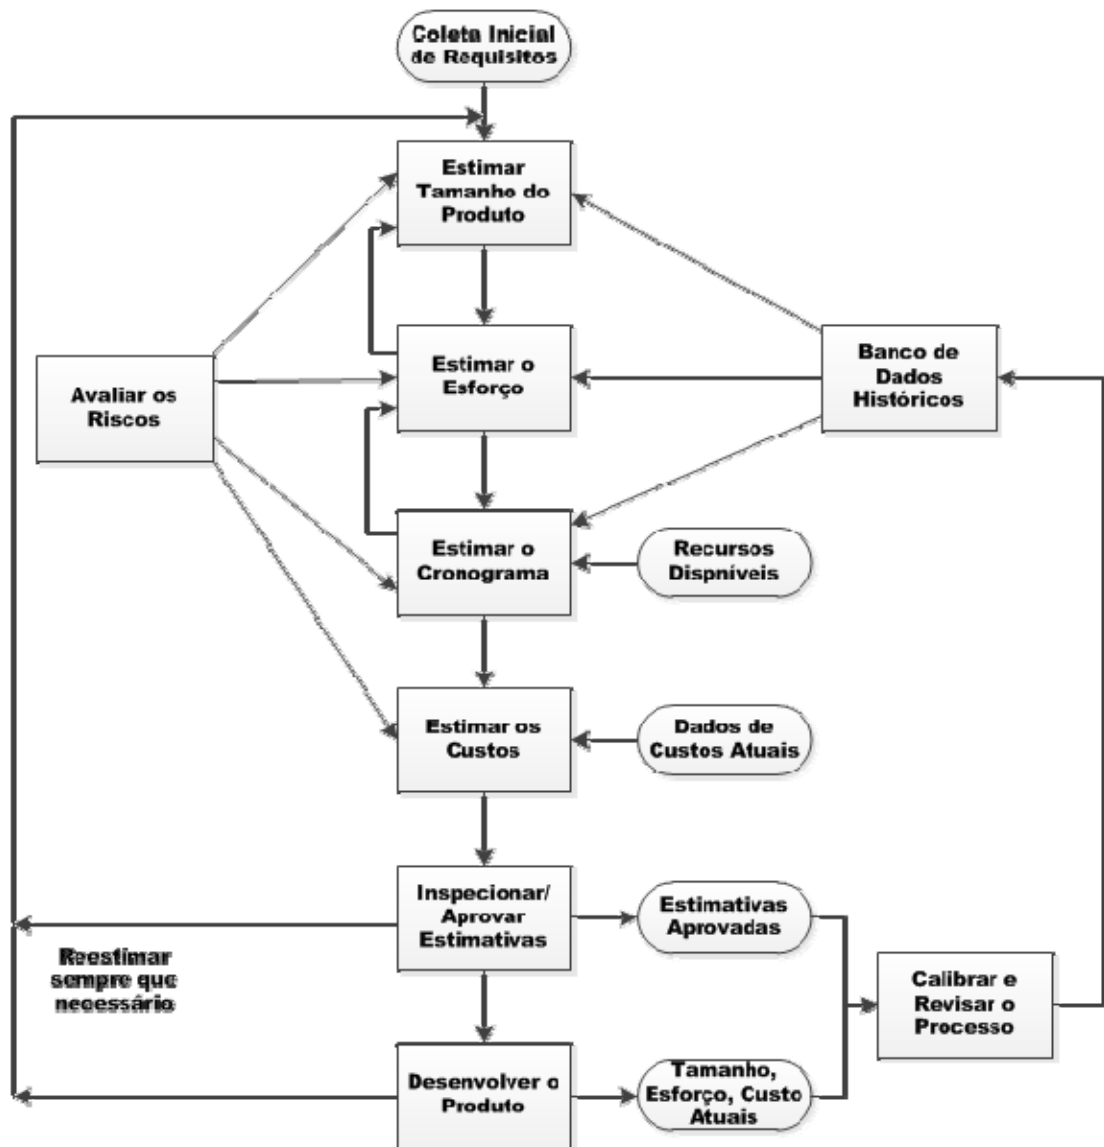 Coleta Inicial
de Requisitos
Estimar
Tamanho do
Produto
Estimar o
Esforço
Banco de
Dados
Históricos
Avaliar os
Riscos
Estimar o
Cronograma
Recursos
Dispníveis
Estimar os
Custos
Dados de
Custos Atuais
Inspecionar/
Aprovar
Estimativas
Estimativas
Aprovadas
Reestimar
sempre que
necessário
Calibrar e
Revisar o
Processo
Desenvolver o
Produto
Tamanho,
Esforço, Custo
Atuais